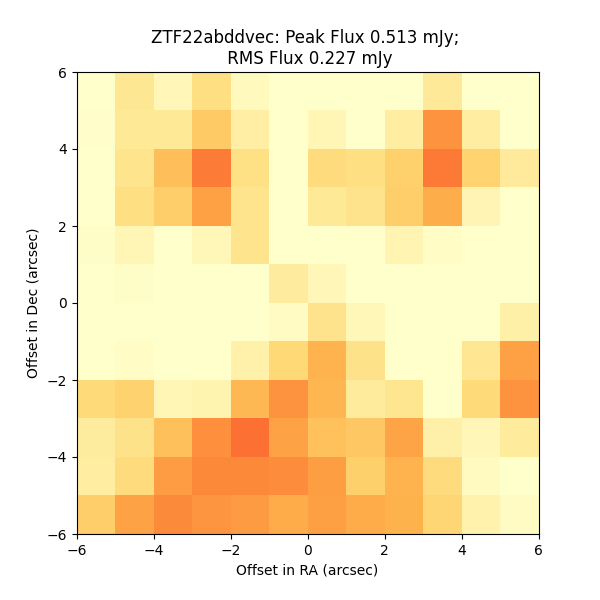 ZTF22abddvec: Peak Flux 0.513 mJy;
RMS Flux 0.227 mJy
6
4
2
0
−2
−4
−6
Offset in Dec (arcsec)
−6 −4 −2 0 2 4 6
Offset in RA (arcsec)